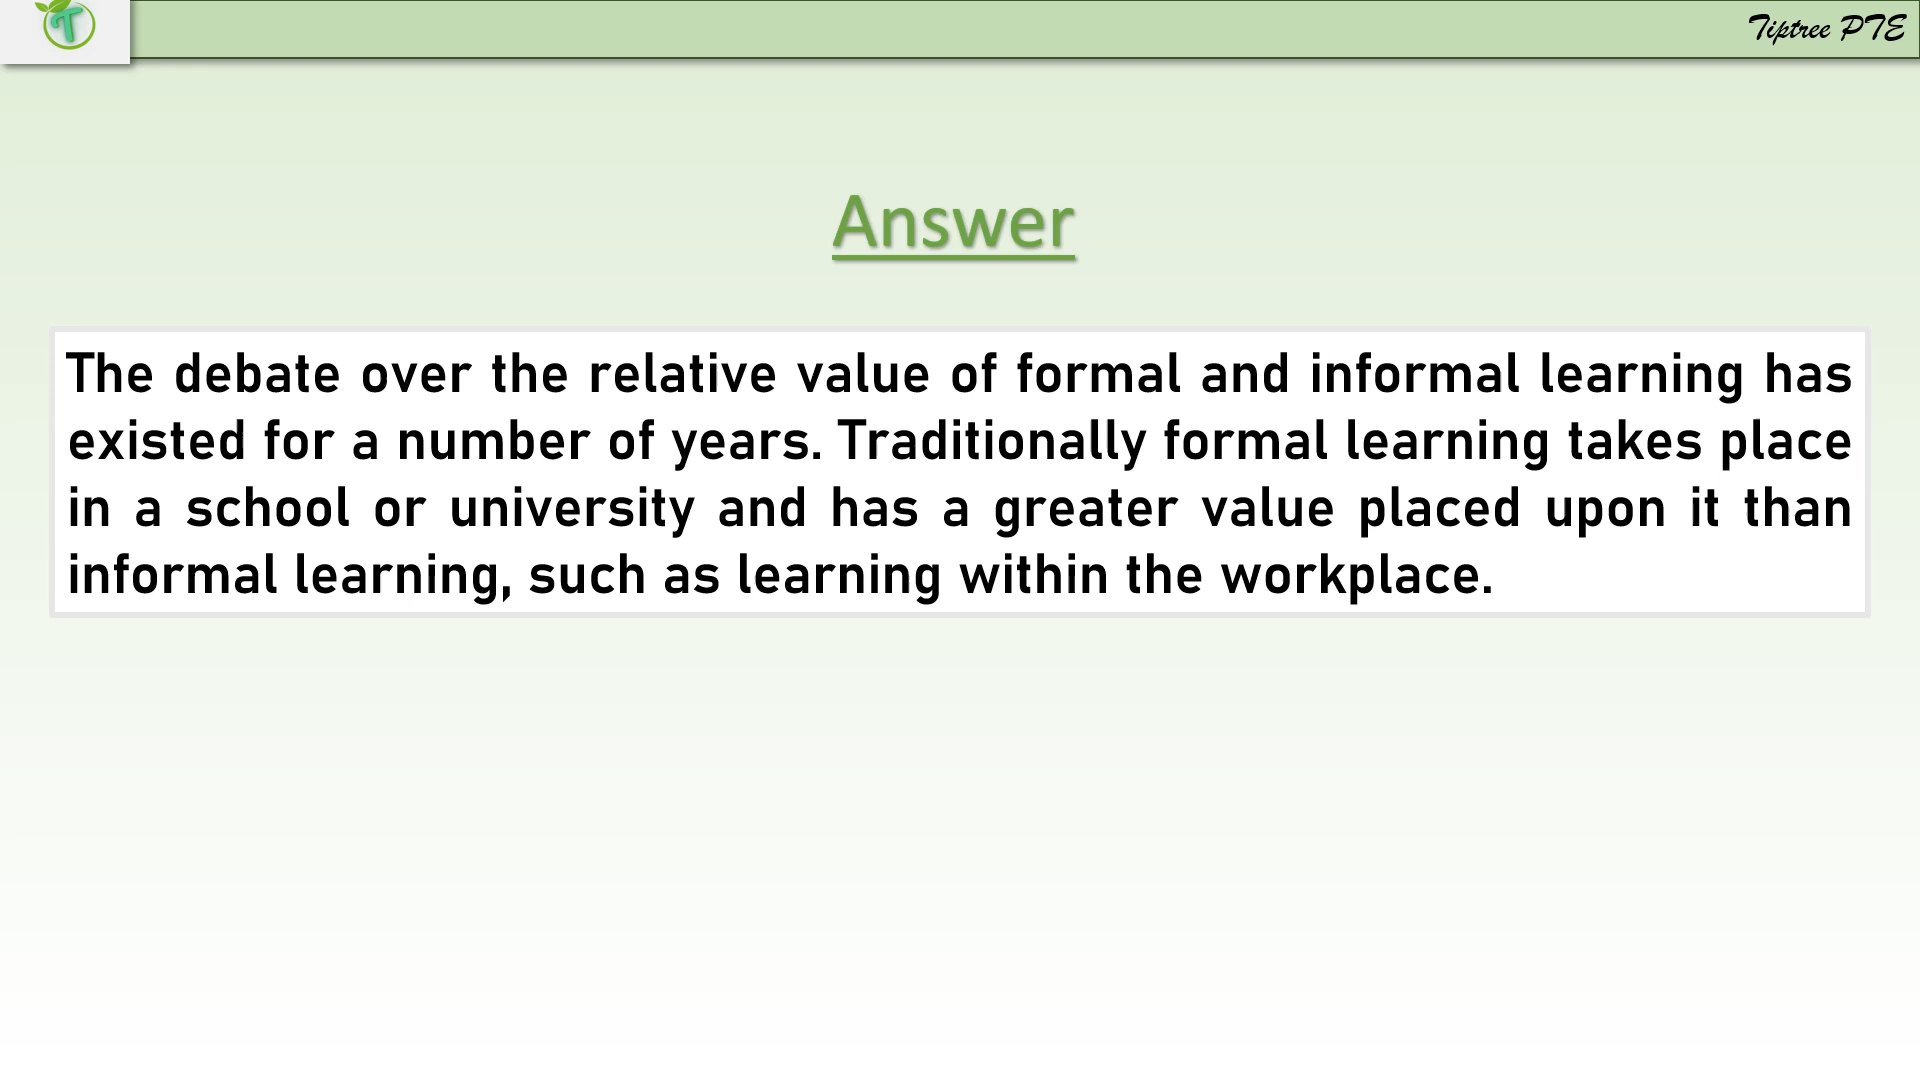 T
Tiptree PTE
Answer
The debate over the relative value of formal and informal learning has
existed for a number of years. Traditionally formal learning takes place
in a school or university and has a greater value placed upon it than
informal learning, such as learning within the workplace.